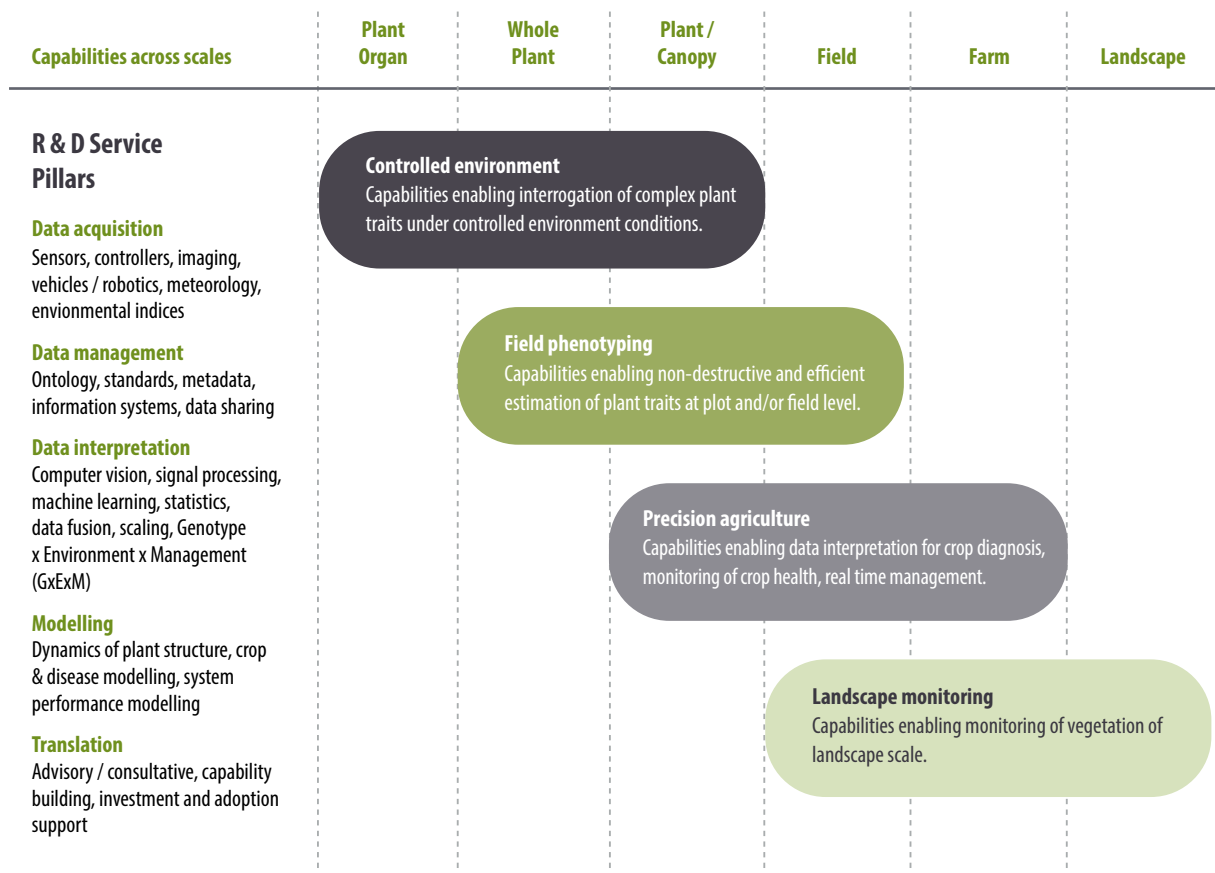 Capabilities across scales
Plant
Organ
Whole
Plant
Plant /
Canopy
Field
Farm
Landscape
R & D Service
Pillars
Data acquisition
Sensors, controllers, imaging,
vehicles / robotics, meteorology,
envionmental indices
Data management
Ontology, standards, metadata,
information systems, data sharing
Data interpretation
Computer vision, signal processing,
machine learning, statistics,
data fusion, scaling, Genotype
x Environment x Management
(GxExM)
Modelling
Dynamics of plant structure, crop
& disease modelling, system
performance modelling
Translation
Advisory / consultative, capability
building, investment and adoption
support
Controlled environment
Capabilities enabling interrogation of complex plant
traits under controlled environment conditions.
Field phenotyping
Capabilities enabling non-destructive and efficient
estimation of plant traits at plot and/or field level.
Precision agriculture
Capabilities enabling data interpretation for crop diagnosis,
monitoring of crop health, real time management.
Landscape monitoring
Capabilities enabling monitoring of vegetation of
landscape scale.